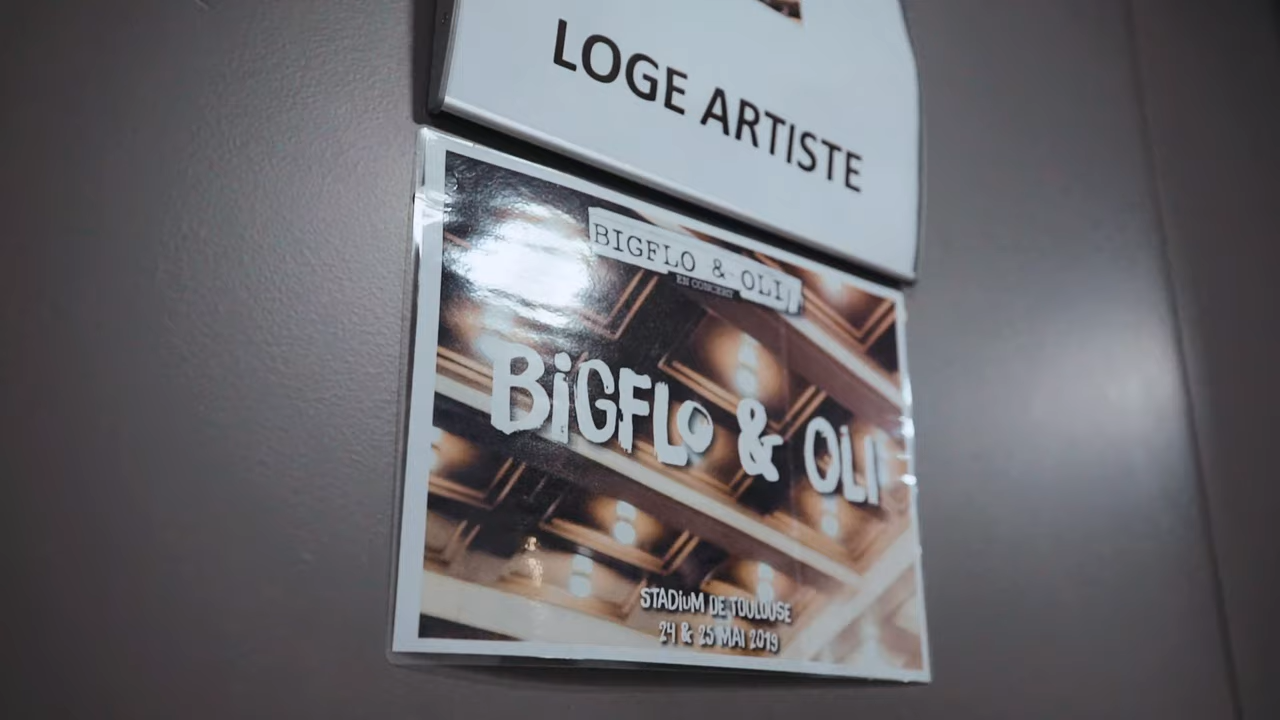 LOGE ARTISTE
BIGFLO & OLI
EN CONCERT
BiGFLO & OLI
STADiUM DE TOULOUSE
24 & 25 MAI 2019